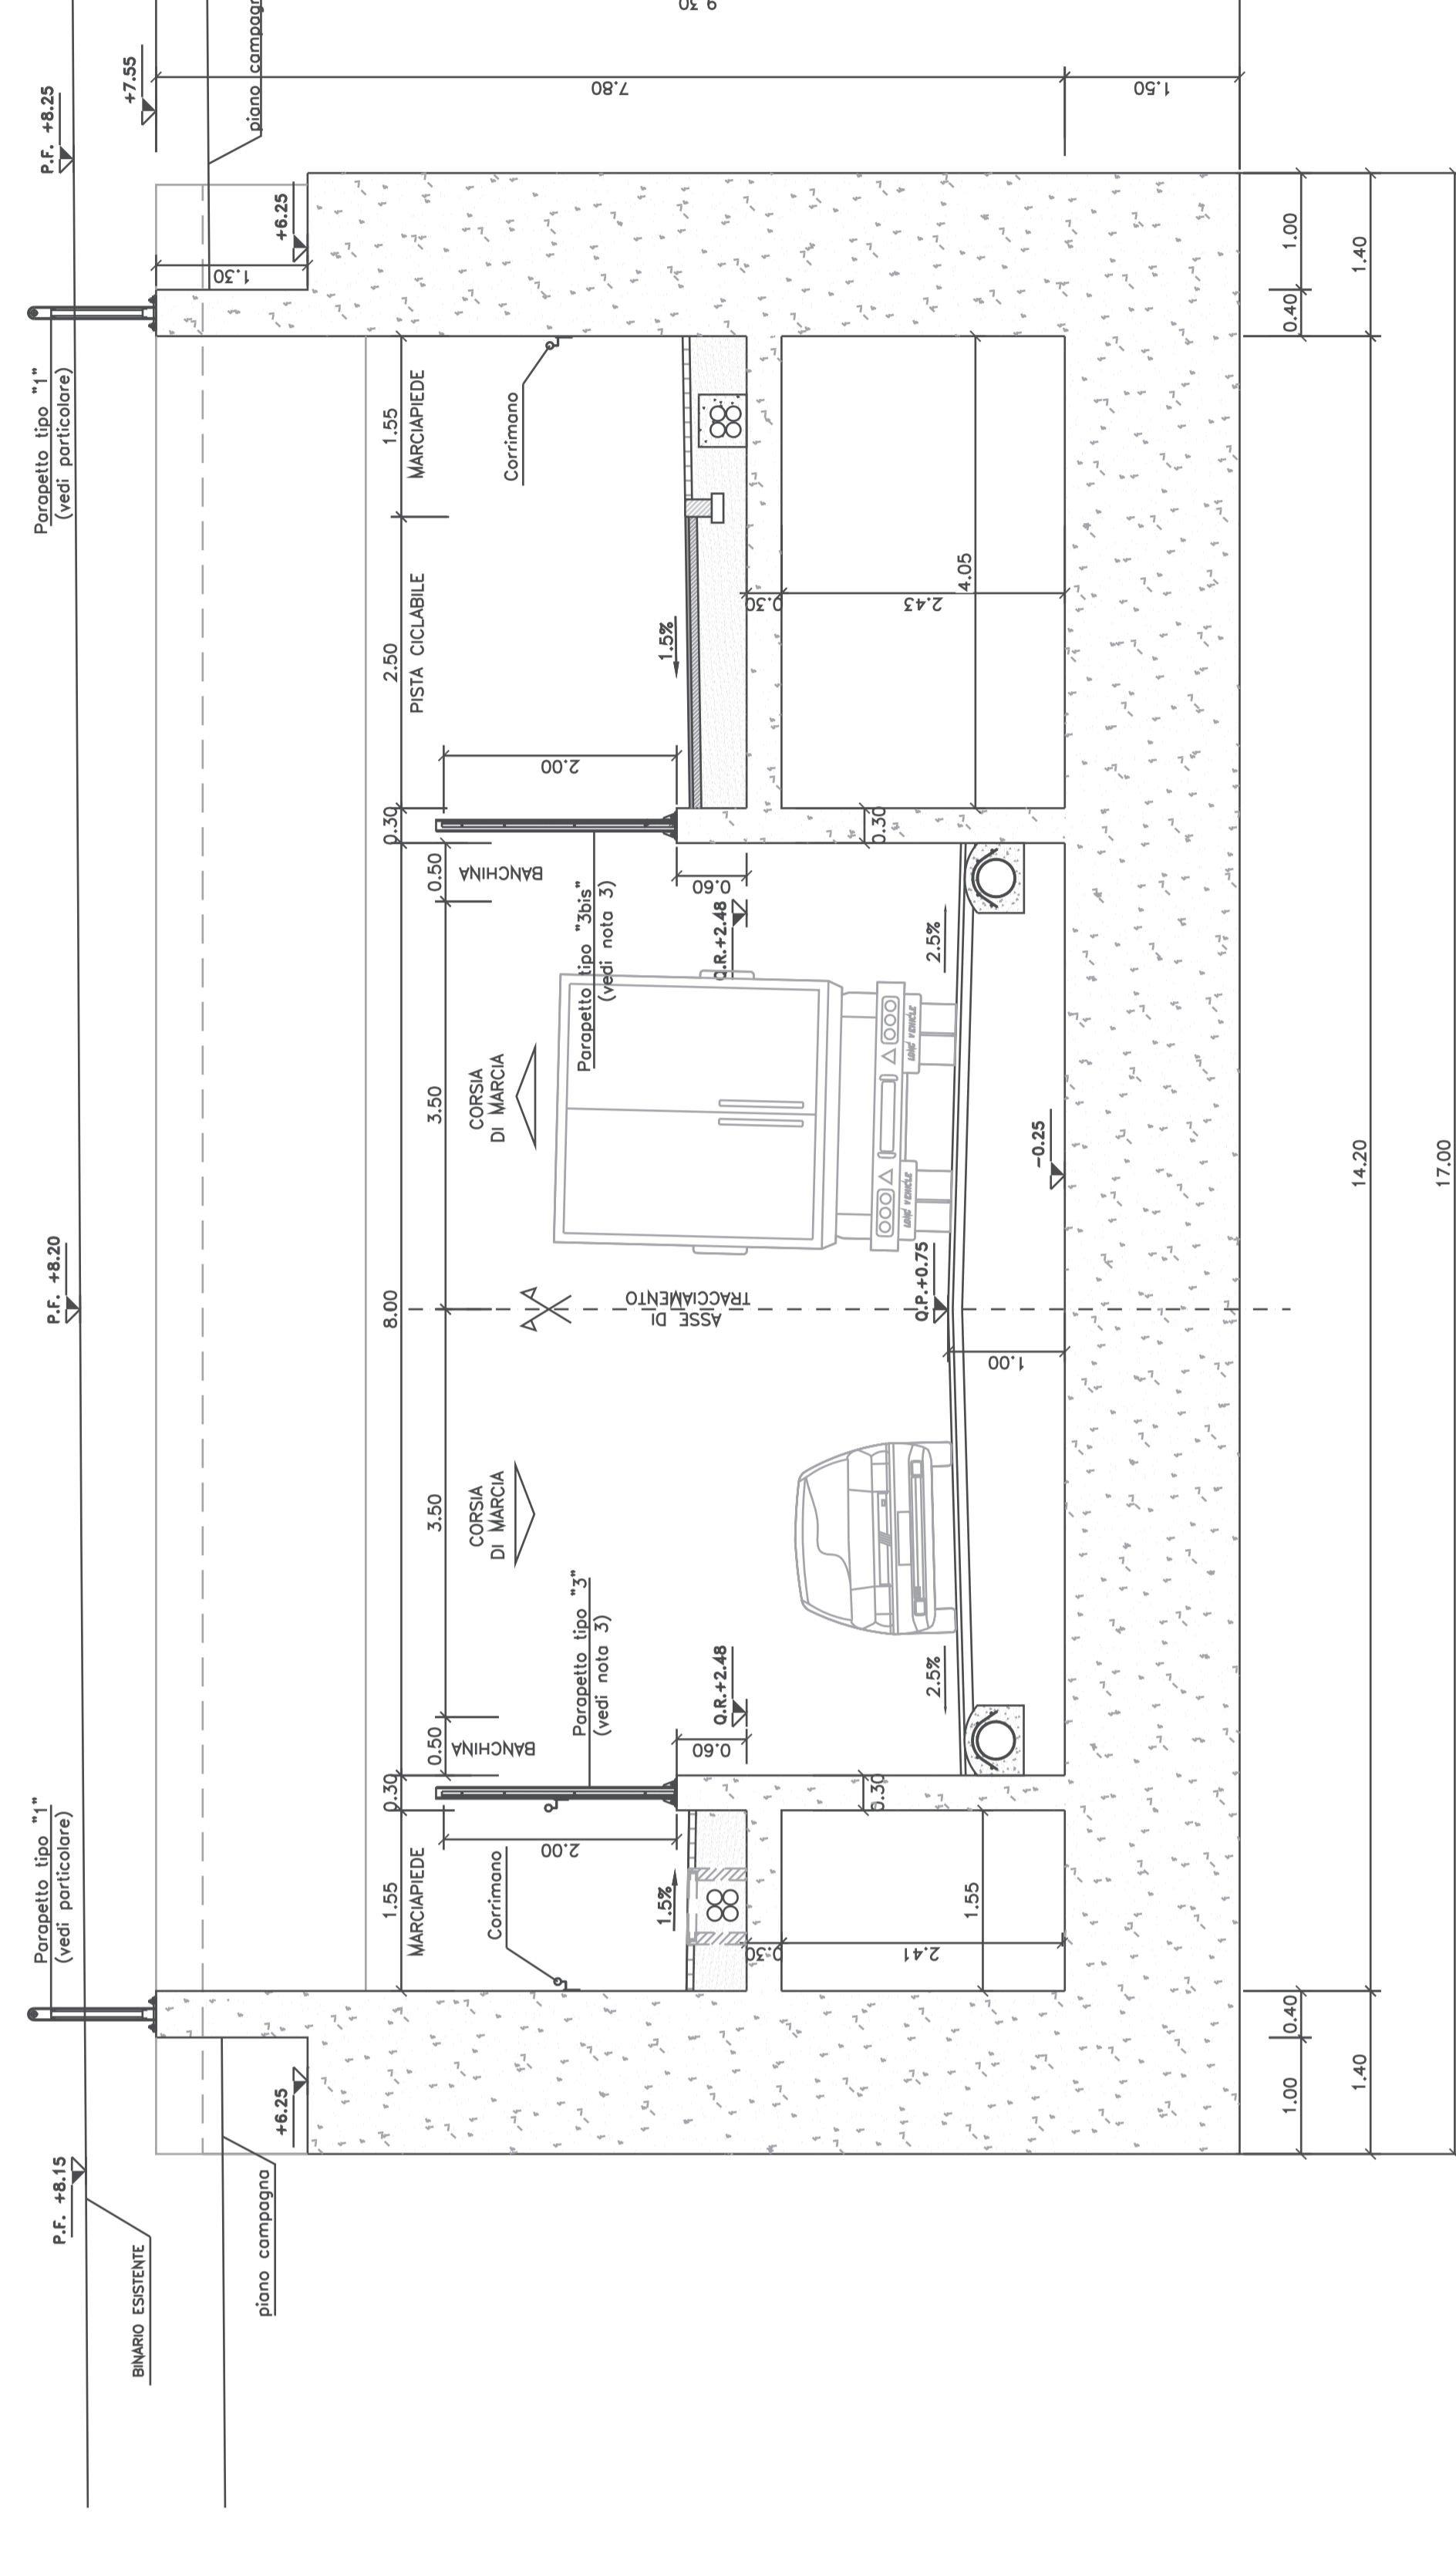 P.F. +8.15
P.F. +8.20
P.F. +8.25
BINARIO ESISTENTE
piano campagna
Parapetto tipo "1"
(vedi particolare)
Parapetto tipo "1"
(vedi particolare)
+7.55
piano campagn
+6.25
+6.25
1.30
1.55
0.30
8.00
0.30
2.50
1.55
MARCIAPIEDE
PISTA CICLABILE
MARCIAPIEDE
0.50
3.50
3.50
0.50
BANCHINA
CORSIA
DI MARCIA
CORSIA
DI MARCIA
BANCHINA
Corrimano
Corrimano
2.00
2.00
Parapetto tipo "3"
(vedi nota 3)
Parapetto tipo "3bis"
(vedi nota 3)
ASSE DI
TRACCIAMENTO
1.5%
1.5%
0.60
0.60
Q.R.+2.48
Q.R.+2.48
0.30
0.30
0.30
0.30
2.41
2.43
1.55
4.05
2.5%
2.5%
Q.P.+0.75
LONG VEHICLE
LONG VEHICLE
1.00
-0.25
7.80
1.50
9.30
1.00
0.40
0.40
1.00
1.40
14.20
1.40
17.00